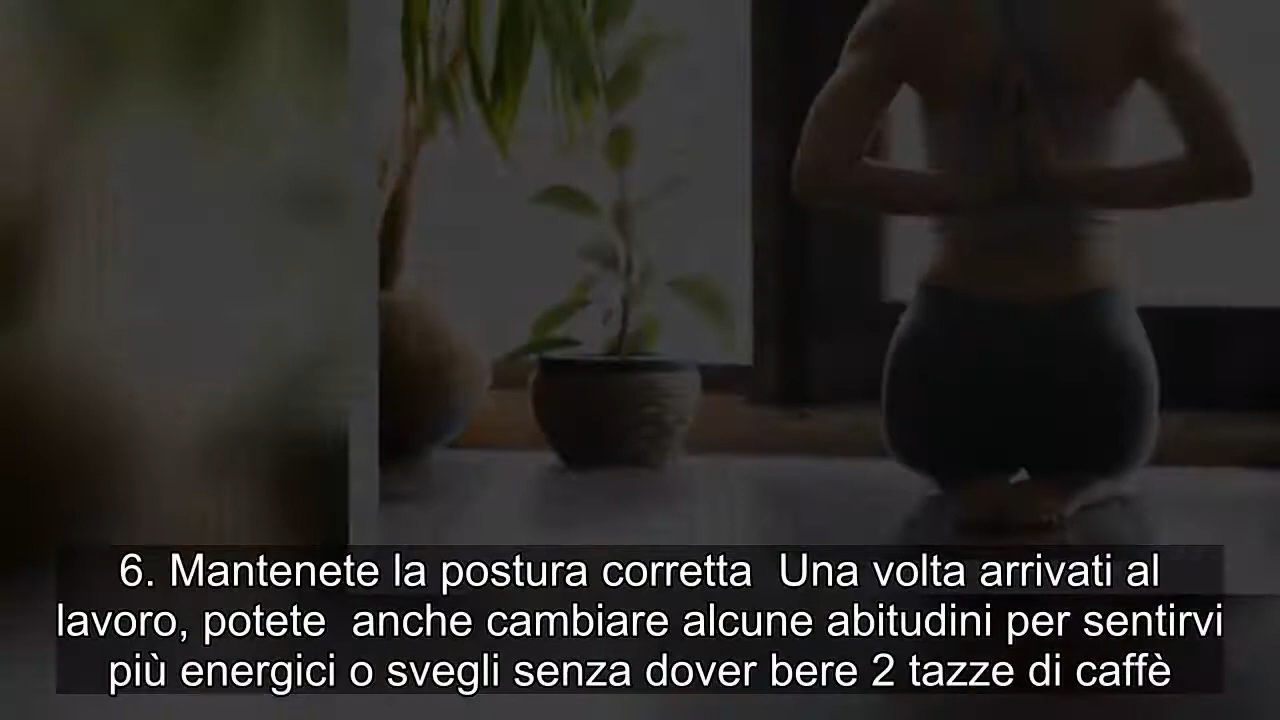 6. Mantenete la postura corretta  Una volta arrivati al
lavoro, potete  anche cambiare alcune abitudini per sentirvi
più energici o svegli senza dover bere 2 tazze di caffè